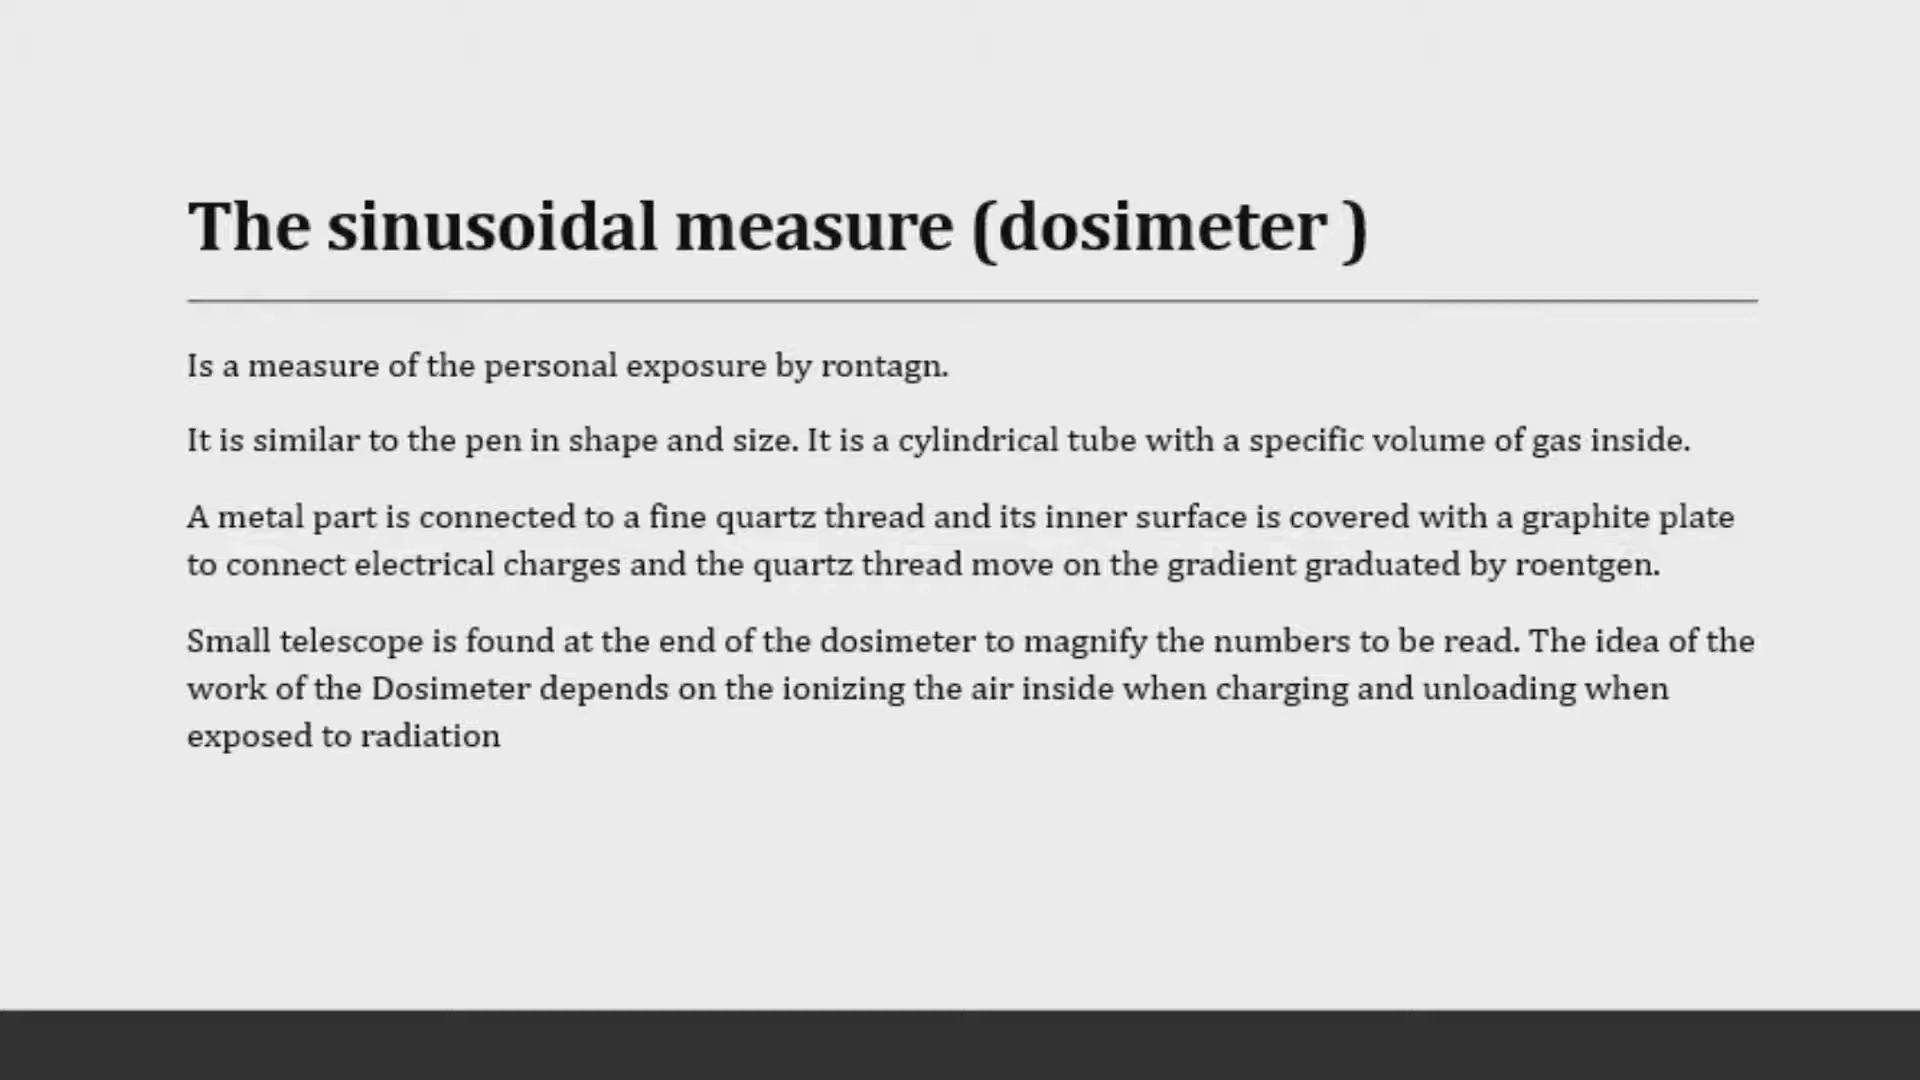 The sinusoidal measure (dosimeter )
Is a measure of the personal exposure by rontagn.
It is similar to the pen in shape and size. It is a cylindrical tube with a specific volume of gas inside.
A metal part is connected to a fine quartz thread and its inner surface is covered with a graphite plate
to connect electrical charges and the quartz thread move on the gradient graduated by roentgen.
Small telescope is found at the end of the dosimeter to magnify the numbers to be read. The idea of the
work of the Dosimeter depends on the ionizing the air inside when charging and unloading when
exposed to radiation